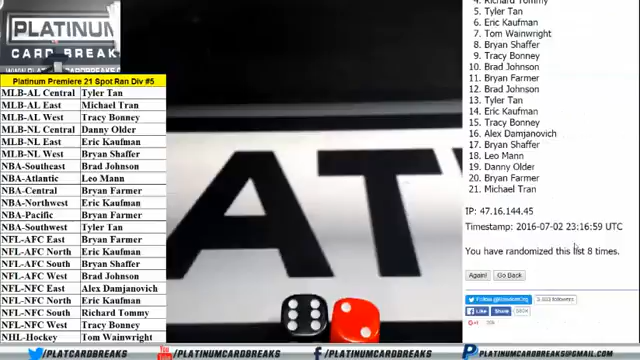 PLATINUM
CARD BREAKS
Platinum Premiere 21 Spot Ran Div #5
MLB-AL Central Tyler Tan
MLB-AL East Michael Tran
MLB-AL West Tracy Bonney
MLB-NL Central Danny Older
MLB-NL East Eric Kaufman
MLB-NL West Bryan Shaffer
NBA-Southeast Brad Johnson
NBA-Atlantic Leo Mann
NBA-Central Bryan Farmer
NBA-Northwest Eric Kaufman
NBA-Pacific Bryan Farmer
NBA-Southwest Tyler Tan
NFL-AFC East Bryan Farmer
NFL-AFC North Eric Kaufman
NFL-AFC South Bryan Shaffer
NFL-AFC West Brad Johnson
NFL-NFC East Alex Damjanovich
NFL-NFC North Eric Kaufman
NFL-NFC South Richard Tommy
NFL-NFC West Tracy Bonney
NHL-Hockey Tom Wainwright
AT
4. Richard Tommy
5. Tyler Tan
6. Eric Kaufman
7. Tom Wainwright
8. Bryan Shaffer
9. Tracy Bonney
10. Brad Johnson
11. Bryan Farmer
12. Brad Johnson
13. Tyler Tan
14. Eric Kaufman
15. Tracy Bonney
16. Alex Damjanovich
17. Bryan Shaffer
18. Leo Mann
19. Danny Older
20. Bryan Farmer
21. Michael Tran
IP: 47.16.144.45
Timestamp: 2016-07-02 23:16:59 UTC
You have randomized this list 8 times.
Again! Go Back
Like Share
/PLATCARDBREAKS
/PLATINUMCARDBREAKS
PLATINUMCARDBREAKS@GMAIL.COM